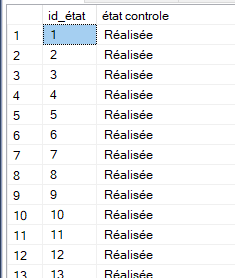 id_état état controle
1 1 Réalisée
2 2 Réalisée
3 3 Réalisée
4 4 Réalisée
5 5 Réalisée
6 6 Réalisée
7 7 Réalisée
8 8 Réalisée
9 9 Réalisée
10 10 Réalisée
11 11 Réalisée
12 12 Réalisée
13 13 Réalisée